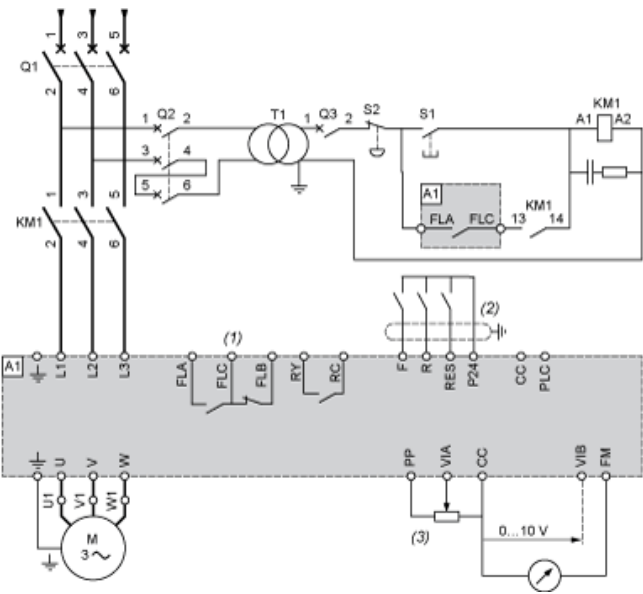 1 3 5
Q1
2 4 6
1 Q2 2
3 4
5 6
T1
1 Q3 2
S2
S1
KM1
A1 A2
A1
FLA FLC
13 KM1 14
1 3 5
KM1
2 4 6
(1)
(2)
A1
L1 L2 L3
FLA FLC FLB RY RC
F R RES P24 CC PLC
U V W
PP VIA CC VIB FM
U1 V1 W1
M
3
(3)
0...10 V